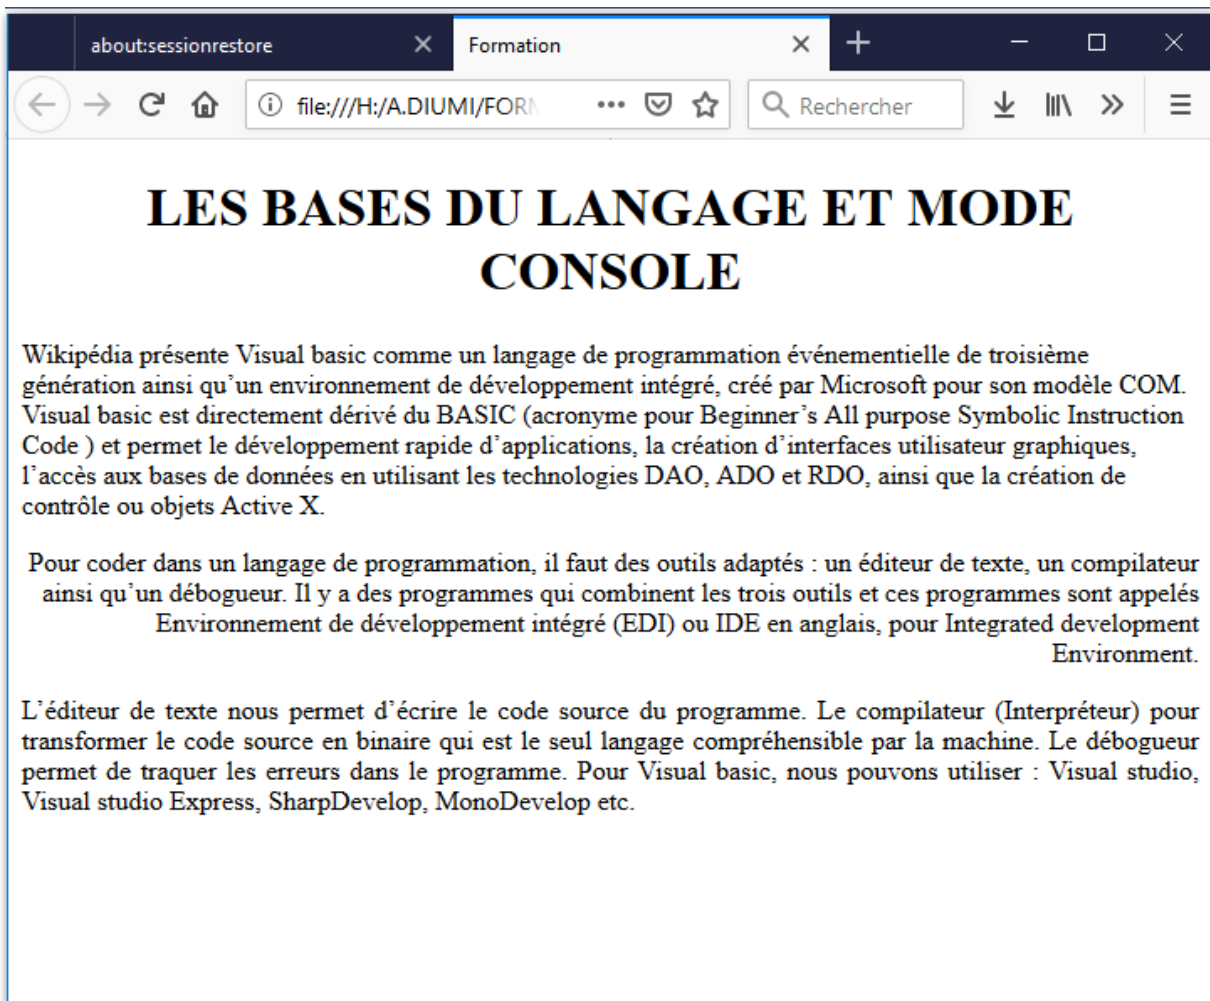 about:sessionrestore
Formation
file:///H:/A.DIUMI/FORM
Rechercher
LES BASES DU LANGAGE ET MODE
CONSOLE
Wikipédia présente Visual basic comme un langage de programmation événementielle de troisième
génération ainsi qu’un environnement de développement intégré, créé par Microsoft pour son modèle COM.
Visual basic est directement dérivé du BASIC (acronyme pour Beginner’s All purpose Symbolic Instruction
Code ) et permet le développement rapide d’applications, la création d’interfaces utilisateur graphiques,
l’accès aux bases de données en utilisant les technologies DAO, ADO et RDO, ainsi que la création de
contrôle ou objets Active X.
Pour coder dans un langage de programmation, il faut des outils adaptés : un éditeur de texte, un compilateur
ainsi qu’un débogueur. Il y a des programmes qui combinent les trois outils et ces programmes sont appelés
Environnement de développement intégré (EDI) ou IDE en anglais, pour Integrated development
Environment.
L’éditeur de texte nous permet d’écrire le code source du programme. Le compilateur (Interpréteur) pour
transformer le code source en binaire qui est le seul langage compréhensible par la machine. Le débogueur
permet de traquer les erreurs dans le programme. Pour Visual basic, nous pouvons utiliser : Visual studio,
Visual studio Express, SharpDevelop, MonoDevelop etc.